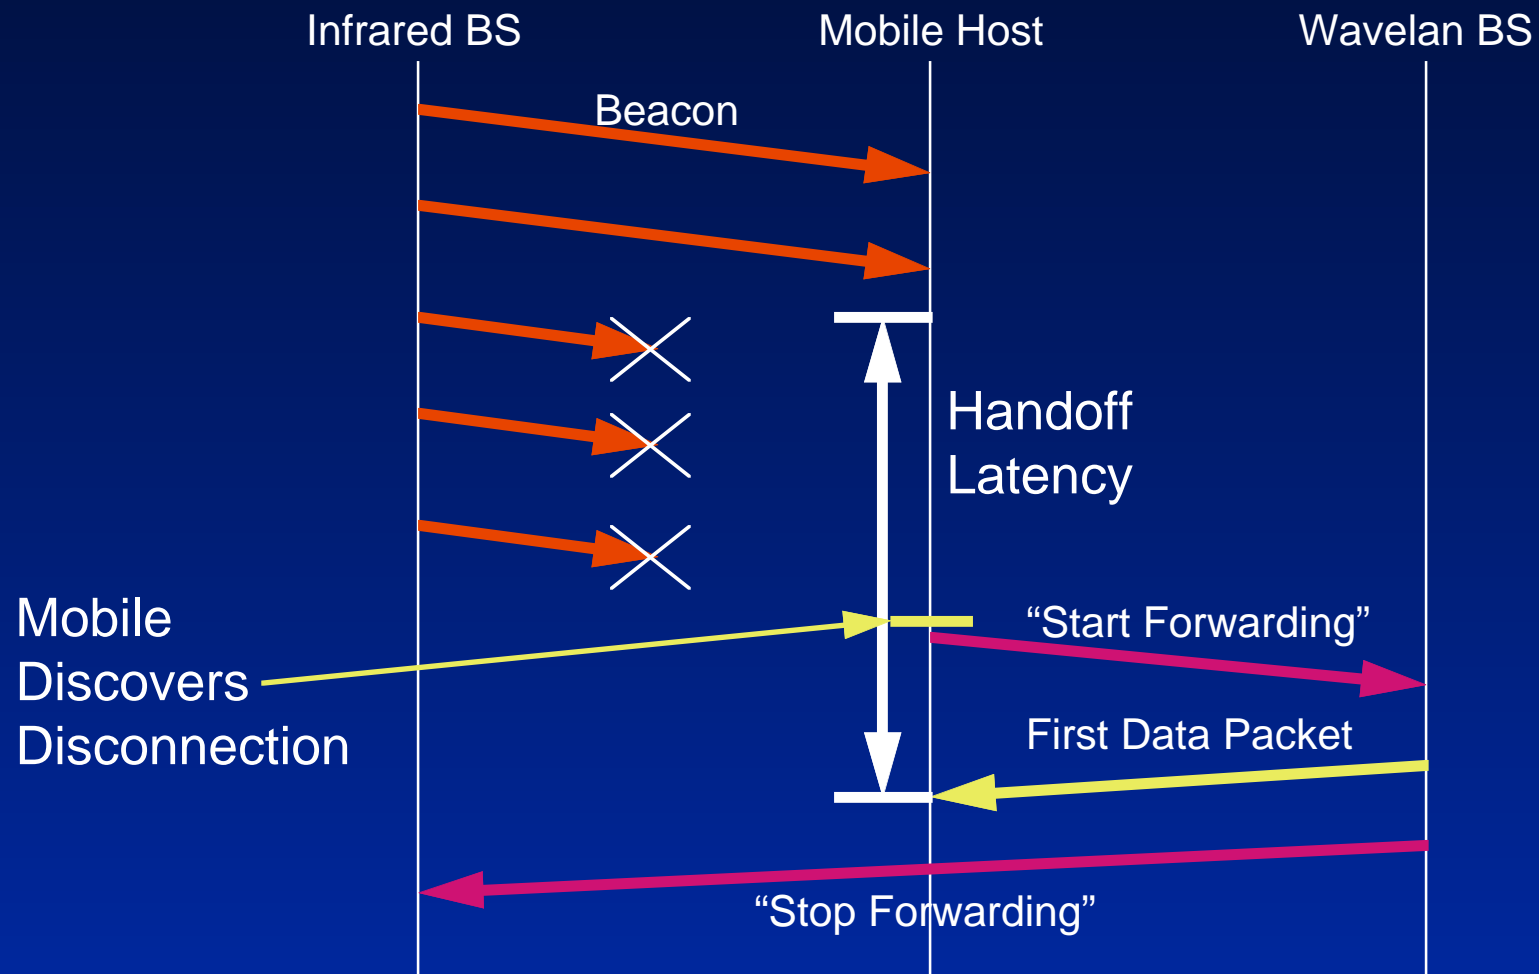 Infrared BS
Mobile Host
Wavelan BS
Beacon
Handoff
Latency
Mobile
Discovers
Disconnection
“Start Forwarding”
First Data Packet
“Stop Forwarding”